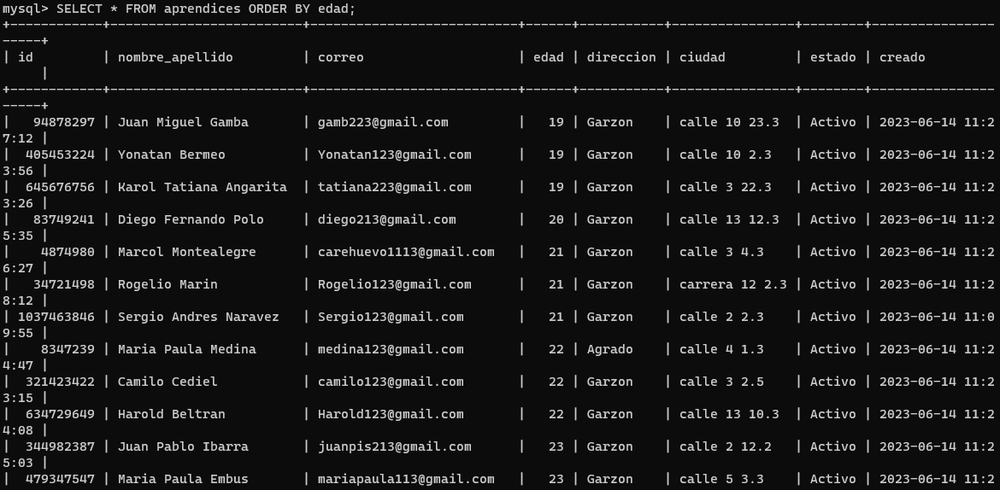 mysql> SELECT * FROM aprendices ORDER BY edad;
+------------+-------------------------+---------------------------+------+-----------+----------------+--------+----------------
-----+
| id         | nombre_apellido         | correo                    | edad | direccion | ciudad         | estado | creado
     |
+------------+-------------------------+---------------------------+------+-----------+----------------+--------+----------------
-----+
|   94878297 | Juan Miguel Gamba       | gamb223@gmail.com         |   19 | Garzon    | calle 10 23.3  | Activo | 2023-06-14 11:2
7:12 |
|  405453224 | Yonatan Bermeo          | Yonatan123@gmail.com      |   19 | Garzon    | calle 10 2.3   | Activo | 2023-06-14 11:2
3:56 |
|  645676756 | Karol Tatiana Angarita  | tatiana223@gmail.com      |   19 | Garzon    | calle 3 22.3   | Activo | 2023-06-14 11:2
3:26 |
|   83749241 | Diego Fernando Polo     | diego213@gmail.com        |   20 | Garzon    | calle 13 12.3  | Activo | 2023-06-14 11:2
5:35 |
|    4874980 | Marcol Montealegre      | carehuevo1113@gmail.com   |   21 | Garzon    | calle 3 4.3    | Activo | 2023-06-14 11:2
6:27 |
|   34721498 | Rogelio Marin           | Rogelio123@gmail.com      |   21 | Garzon    | carrera 12 2.3 | Activo | 2023-06-14 11:2
8:12 |
| 1037463846 | Sergio Andres Naravez   | Sergio123@gmail.com       |   21 | Garzon    | calle 2 2.3    | Activo | 2023-06-14 11:0
9:55 |
|    8347239 | Maria Paula Medina      | medina123@gmail.com       |   22 | Agrado    | calle 4 1.3    | Activo | 2023-06-14 11:2
4:47 |
|  321423422 | Camilo Cediel           | camilo123@gmail.com       |   22 | Garzon    | calle 3 2.5    | Activo | 2023-06-14 11:2
3:15 |
|  634729649 | Harold Beltran          | Harold123@gmail.com       |   22 | Garzon    | calle 13 10.3  | Activo | 2023-06-14 11:2
4:08 |
|  344982387 | Juan Pablo Ibarra       | juanpis213@gmail.com      |   23 | Garzon    | calle 2 12.2   | Activo | 2023-06-14 11:2
5:03 |
|  479347547 | Maria Paula Embus       | mariapaula113@gmail.com   |   23 | Garzon    | calle 5 3.3    | Activo | 2023-06-14 11:2